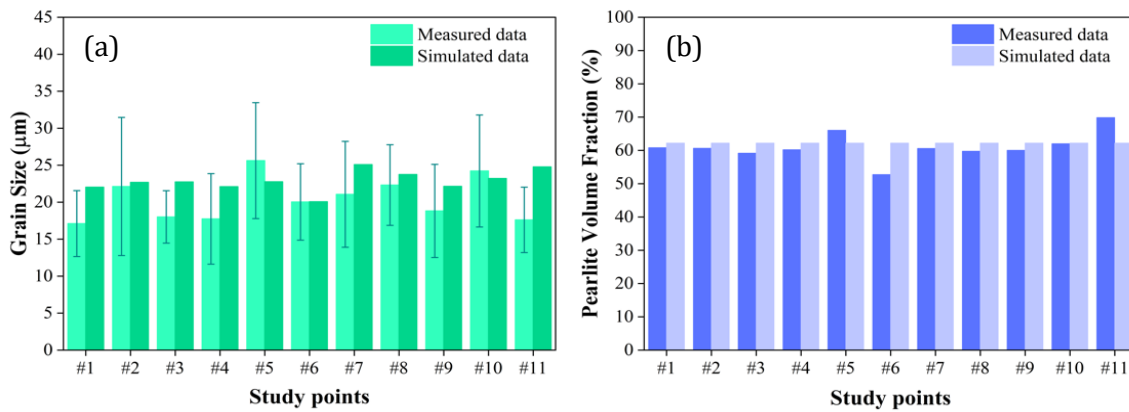 (a)
Measured data
Simulated data
Grain Size (μm)
45
40
35
30
25
20
15
10
5
0
#1 #2 #3 #4 #5 #6 #7 #8 #9 #10 #11
Study points
(b)
Measured data
Simulated data
Pearlite Volume Fraction (%)
100
90
80
70
60
50
40
30
20
10
0
#1 #2 #3 #4 #5 #6 #7 #8 #9 #10 #11
Study points